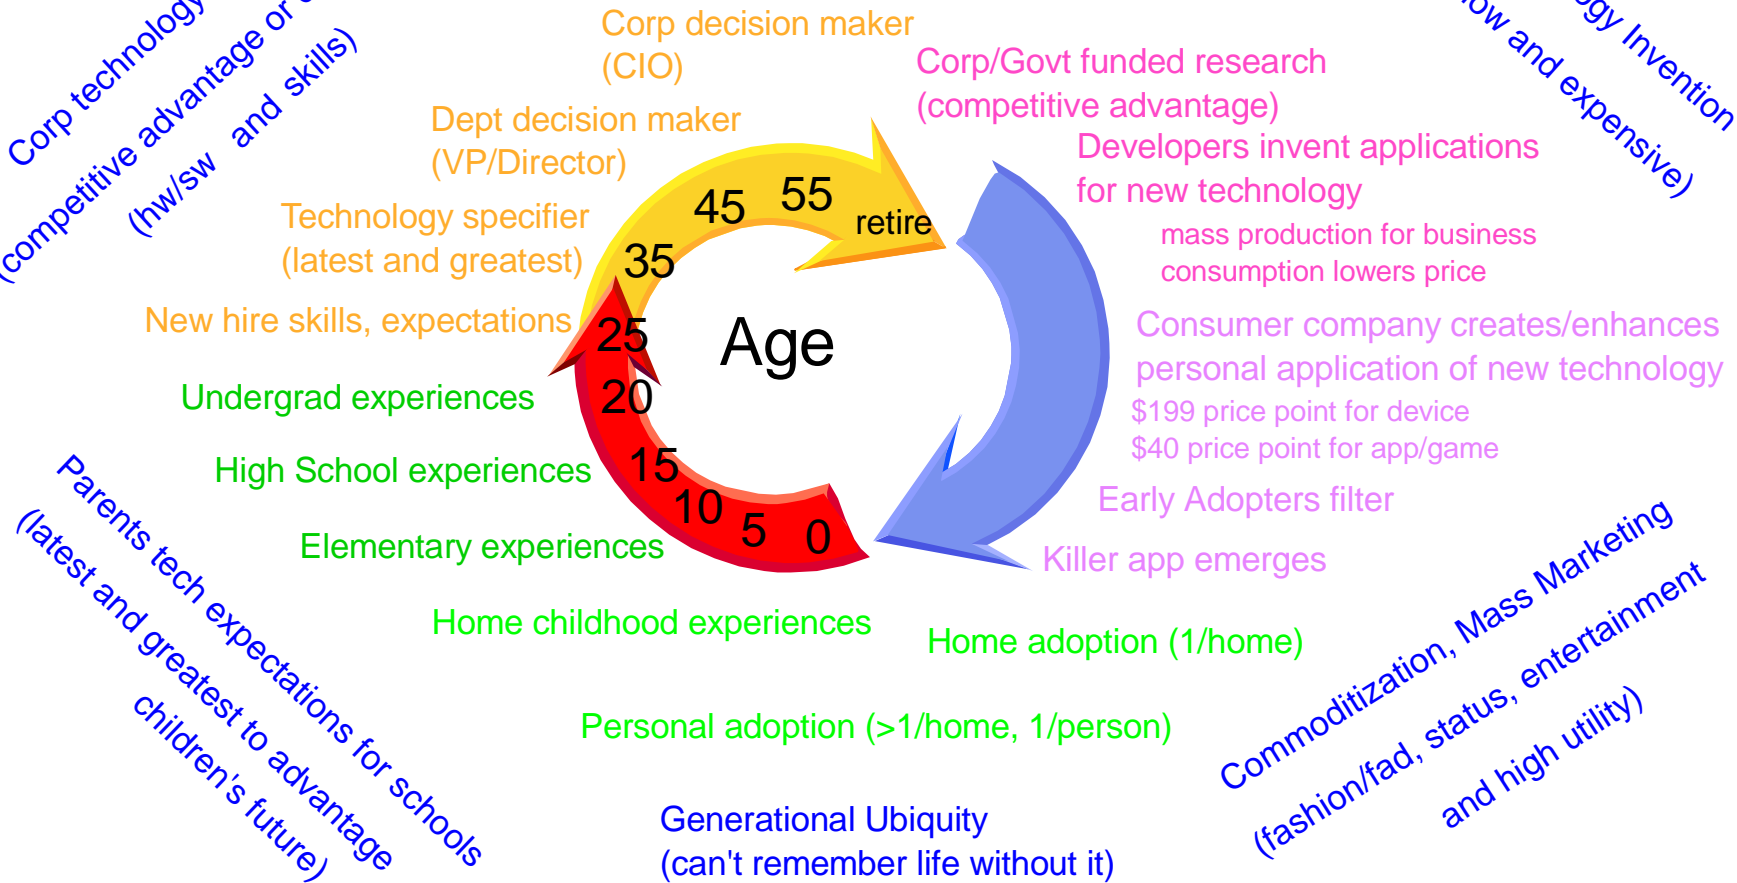 Corp technology
(competitive advantage or
(hw/sw and skills)
Corp decision maker
(CIO)
Corp/Govt funded research
(competitive advantage)
Invention
and expensive)
Dept decision maker
(VP/Director)
Developers invent applications
for new technology
mass production for business
consumption lowers price
Technology specifier
(latest and greatest)
New hire skills, expectations
45
55
retire
35
25
20
15
10
5
0
Age
Consumer company creates/enhances
personal application of new technology
$199 price point for device
$40 price point for app/game
Undergrad experiences
High School experiences
Early Adopters filter
Elementary experiences
Killer app emerges
Home childhood experiences
Home adoption (1/home)
Personal adoption (>1/home, 1/person)
Parents tech expectations for schools
(latest and greatest to advantage
children's future)
Commoditization, Mass Marketing
(fashion/fad, status, entertainment
and high utility)
Generational Ubiquity
(can't remember life without it)